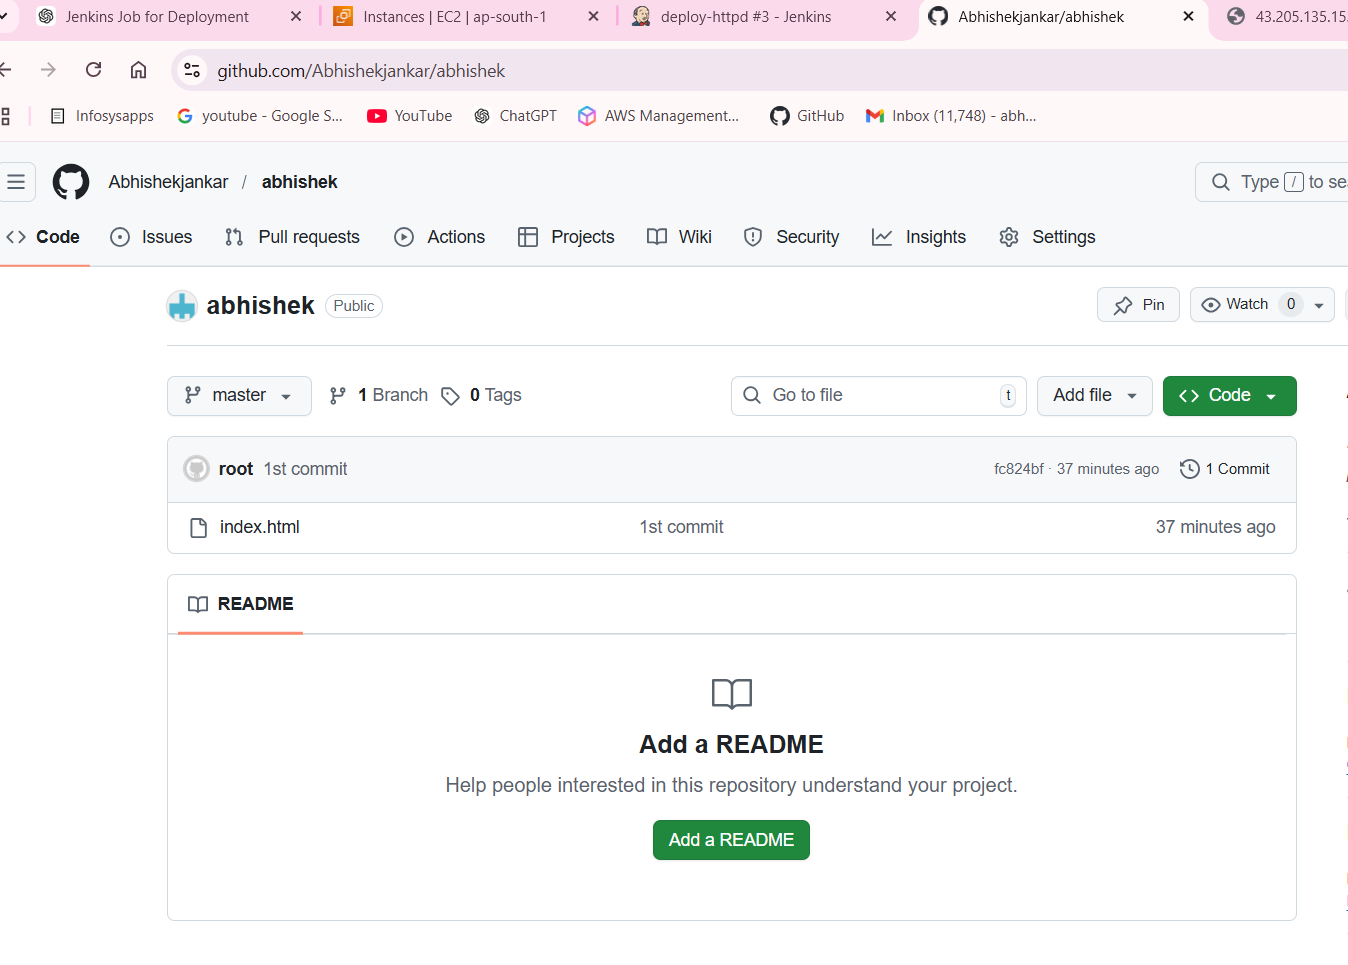 Jenkins Job for Deployment
Instances | EC2 | ap-south-1
deploy-httpd #3 - Jenkins
Abhishekjankar/abhishek
43.205.135.15
github.com/Abhishekjankar/abhishek
Infosysapps
youtube - Google S...
YouTube
ChatGPT
AWS Management...
GitHub
Inbox (11,748) - abh...
Abhishekjankar / abhishek
Type / to se
Code
Issues
Pull requests
Actions
Projects
Wiki
Security
Insights
Settings
abhishek Public
Pin
Watch 0
master
1 Branch
0 Tags
Go to file t
Add file
Code
root 1st commit
fc824bf · 37 minutes ago
1 Commit
index.html
1st commit
37 minutes ago
README
Add a README
Help people interested in this repository understand your project.
Add a README